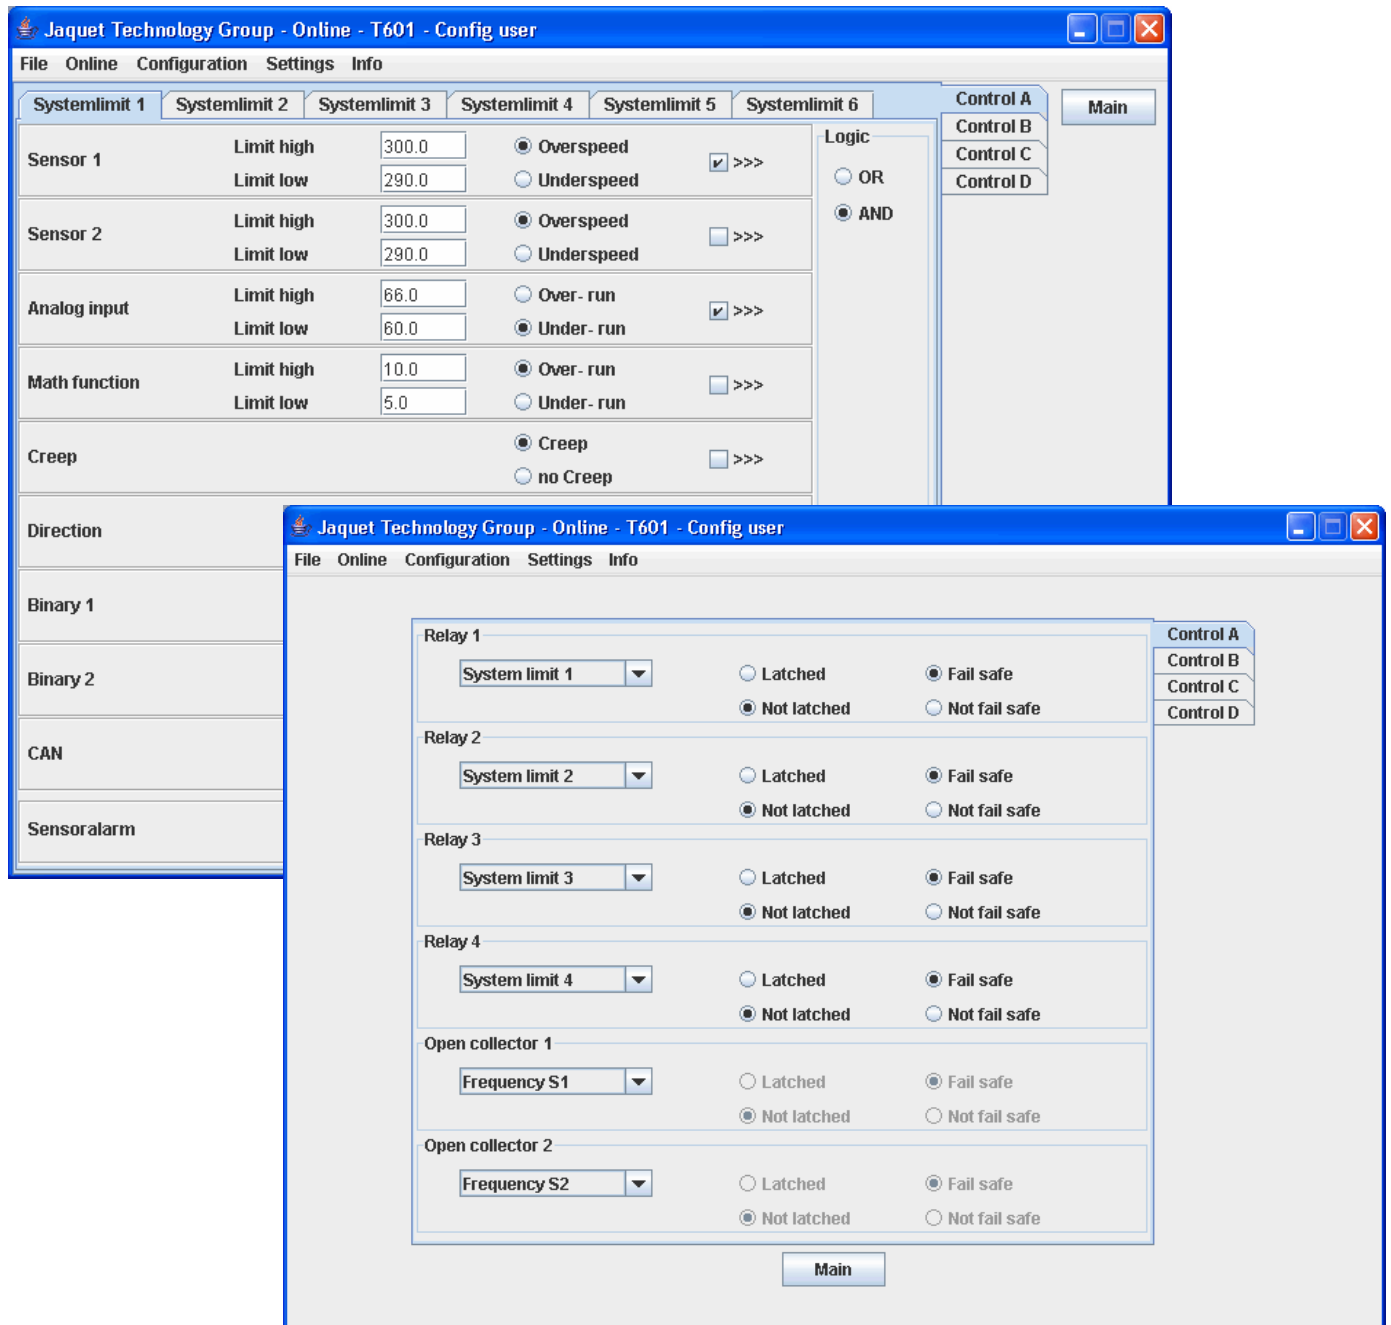 Jaquet Technology Group - Online - T601 - Config user
File Online Configuration Settings Info
Systemlimit 1 Systemlimit 2 Systemlimit 3 Systemlimit 4 Systemlimit 5 Systemlimit 6
Control A
Control B
Control C
Control D
Main
Sensor 1
Limit high 300.0 Overspeed
Limit low 290.0 Underspeed
>>>
Sensor 2
Limit high 300.0 Overspeed
Limit low 290.0 Underspeed
>>>
Analog input
Limit high 66.0 Over- run
Limit low 60.0 Under- run
>>>
Math function
Limit high 10.0 Over- run
Limit low 5.0 Under- run
>>>
Creep
Creep
no Creep
>>>
Logic
OR
AND
Direction
Binary 1
Binary 2
CAN
Sensoralarm
Jaquet Technology Group - Online - T601 - Config user
File Online Configuration Settings Info
Control A
Control B
Control C
Control D
Relay 1
System limit 1 Latched Fail safe
Not latched Not fail safe
Relay 2
System limit 2 Latched Fail safe
Not latched Not fail safe
Relay 3
System limit 3 Latched Fail safe
Not latched Not fail safe
Relay 4
System limit 4 Latched Fail safe
Not latched Not fail safe
Open collector 1
Frequency S1 Latched Fail safe
Not latched Not fail safe
Open collector 2
Frequency S2 Latched Fail safe
Not latched Not fail safe
Main